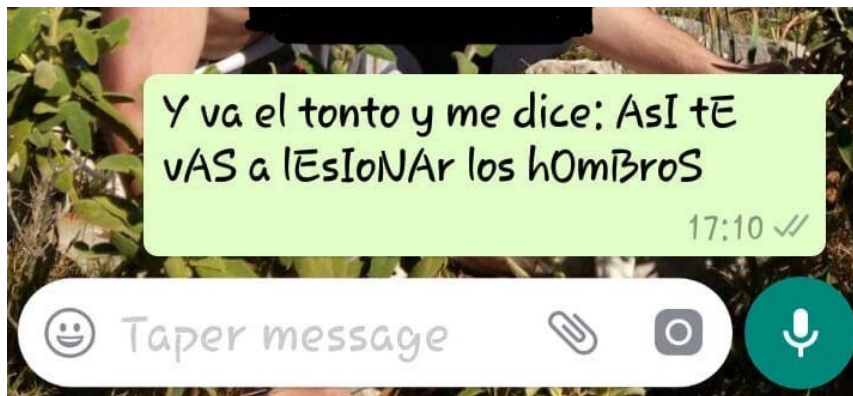 Y va el tonto y me dice: AsI tE
vAS a lEsIoNAr los hOmBroS
17:10
Taper message